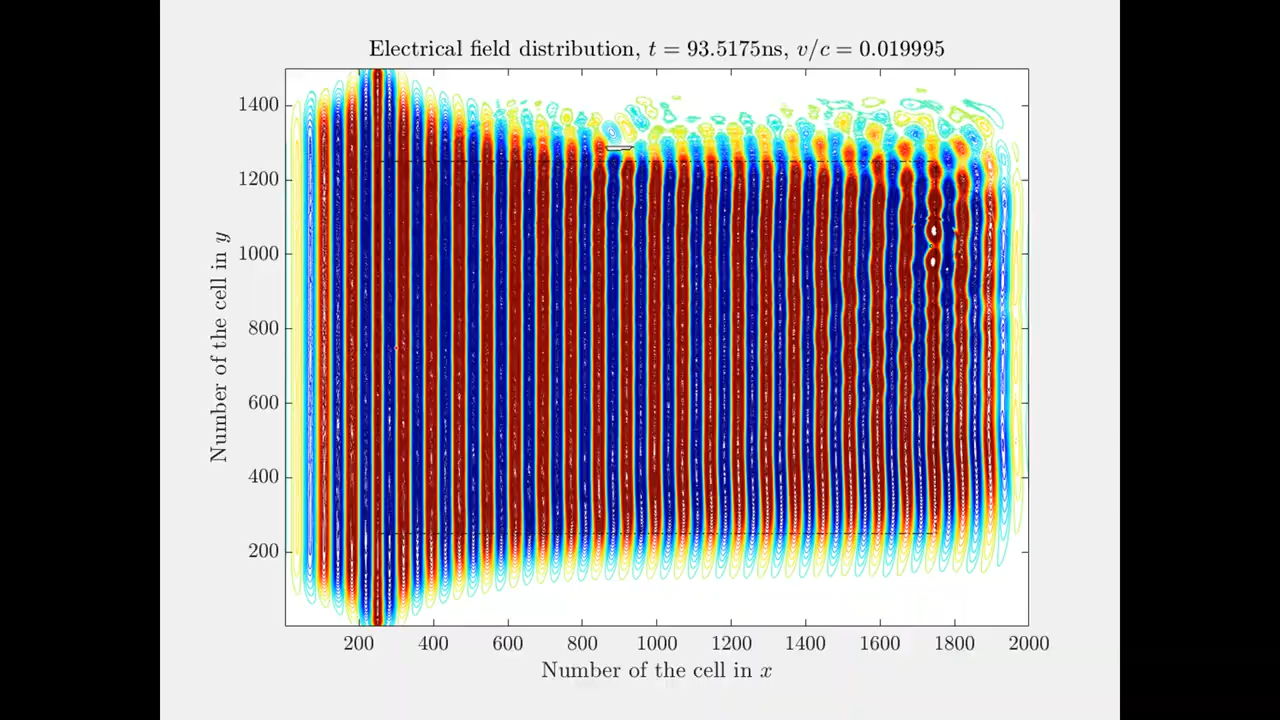 Electrical field distribution, t = 93.5175ns, v/c = 0.019995
1400
1200
1000
800
600
400
200
Number of the cell in y
200 400 600 800 1000 1200 1400 1600 1800 2000
Number of the cell in x